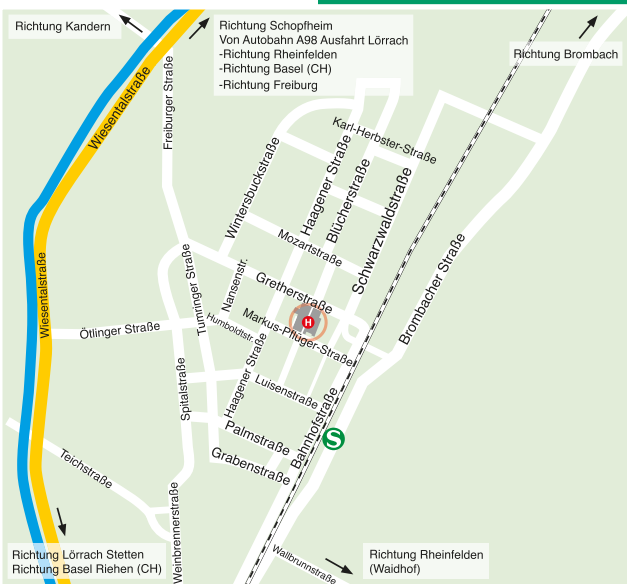 Richtung Kandern
Richtung Schopfheim
Von Autobahn A98 Ausfahrt Lörrach
-Richtung Rheinfelden
-Richtung Basel (CH)
-Richtung Freiburg
Richtung Brombach
Wiesentalstraße
Freiburger Straße
Karl-Herbster-Straße
Wintersbuckstraße
Haagener Straße
Blücherstraße
Schwarzwaldstraße
Mozartstraße
Brombacher Straße
Wiesentalstraße
Tumringer Straße
Nansenstr.
Gretherstraße
Ötlinger Straße
Humboldtstr.
H
Markus-Pflüger-Straße
Spitalstraße
Haagener Straße
Luisenstraße
Bahnhofstraße
Palmstraße
S
Grabenstraße
Teichstraße
Weinbrennerstraße
Wallbrunnstraße
Richtung Lörrach Stetten
Richtung Basel Riehen (CH)
Richtung Rheinfelden
(Waidhof)